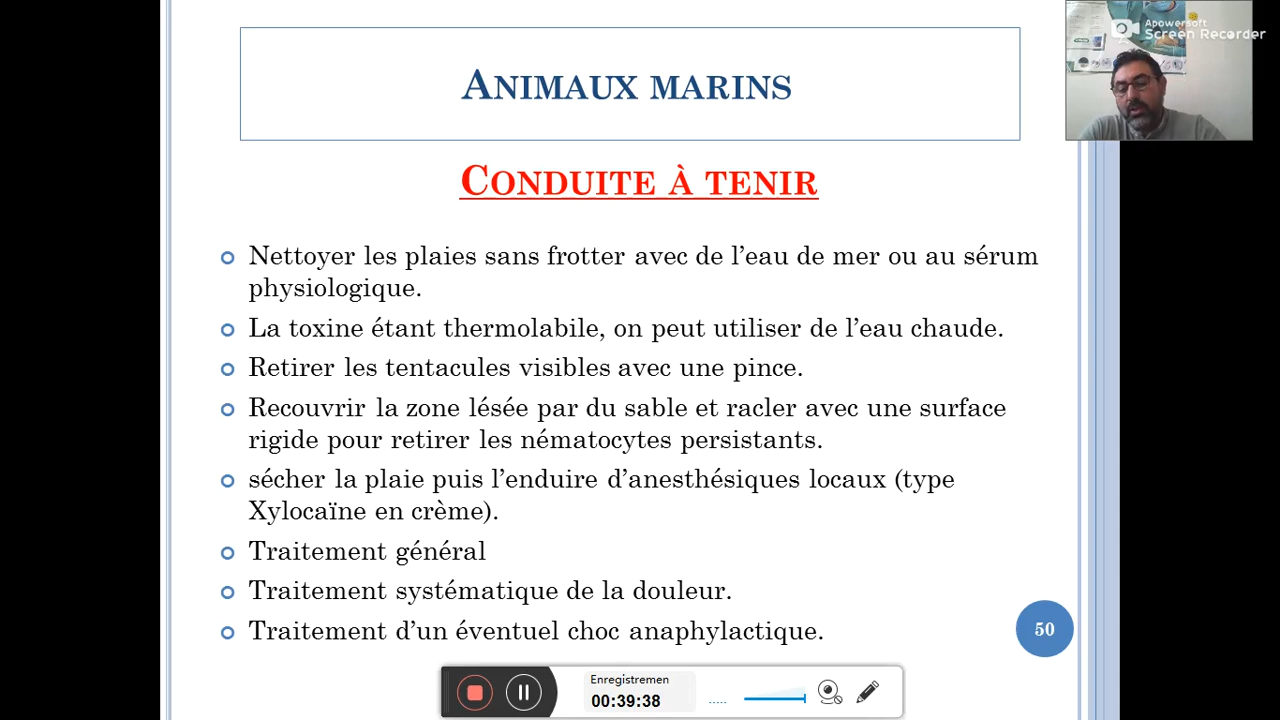 Apowersoft
Screen Recorder
ANIMAUX MARINS
CONDUITE À TENIR
Nettoyer les plaies sans frotter avec de l’eau de mer ou au sérum
physiologique.
La toxine étant thermolabile, on peut utiliser de l’eau chaude.
Retirer les tentacules visibles avec une pince.
Recouvrir la zone lésée par du sable et racler avec une surface
rigide pour retirer les nématocytes persistants.
sécher la plaie puis l’enduire d’anesthésiques locaux (type
Xylocaïne en crème).
Traitement général
Traitement systématique de la douleur.
Traitement d’un éventuel choc anaphylactique.
50
Enregistremen
00:39:38